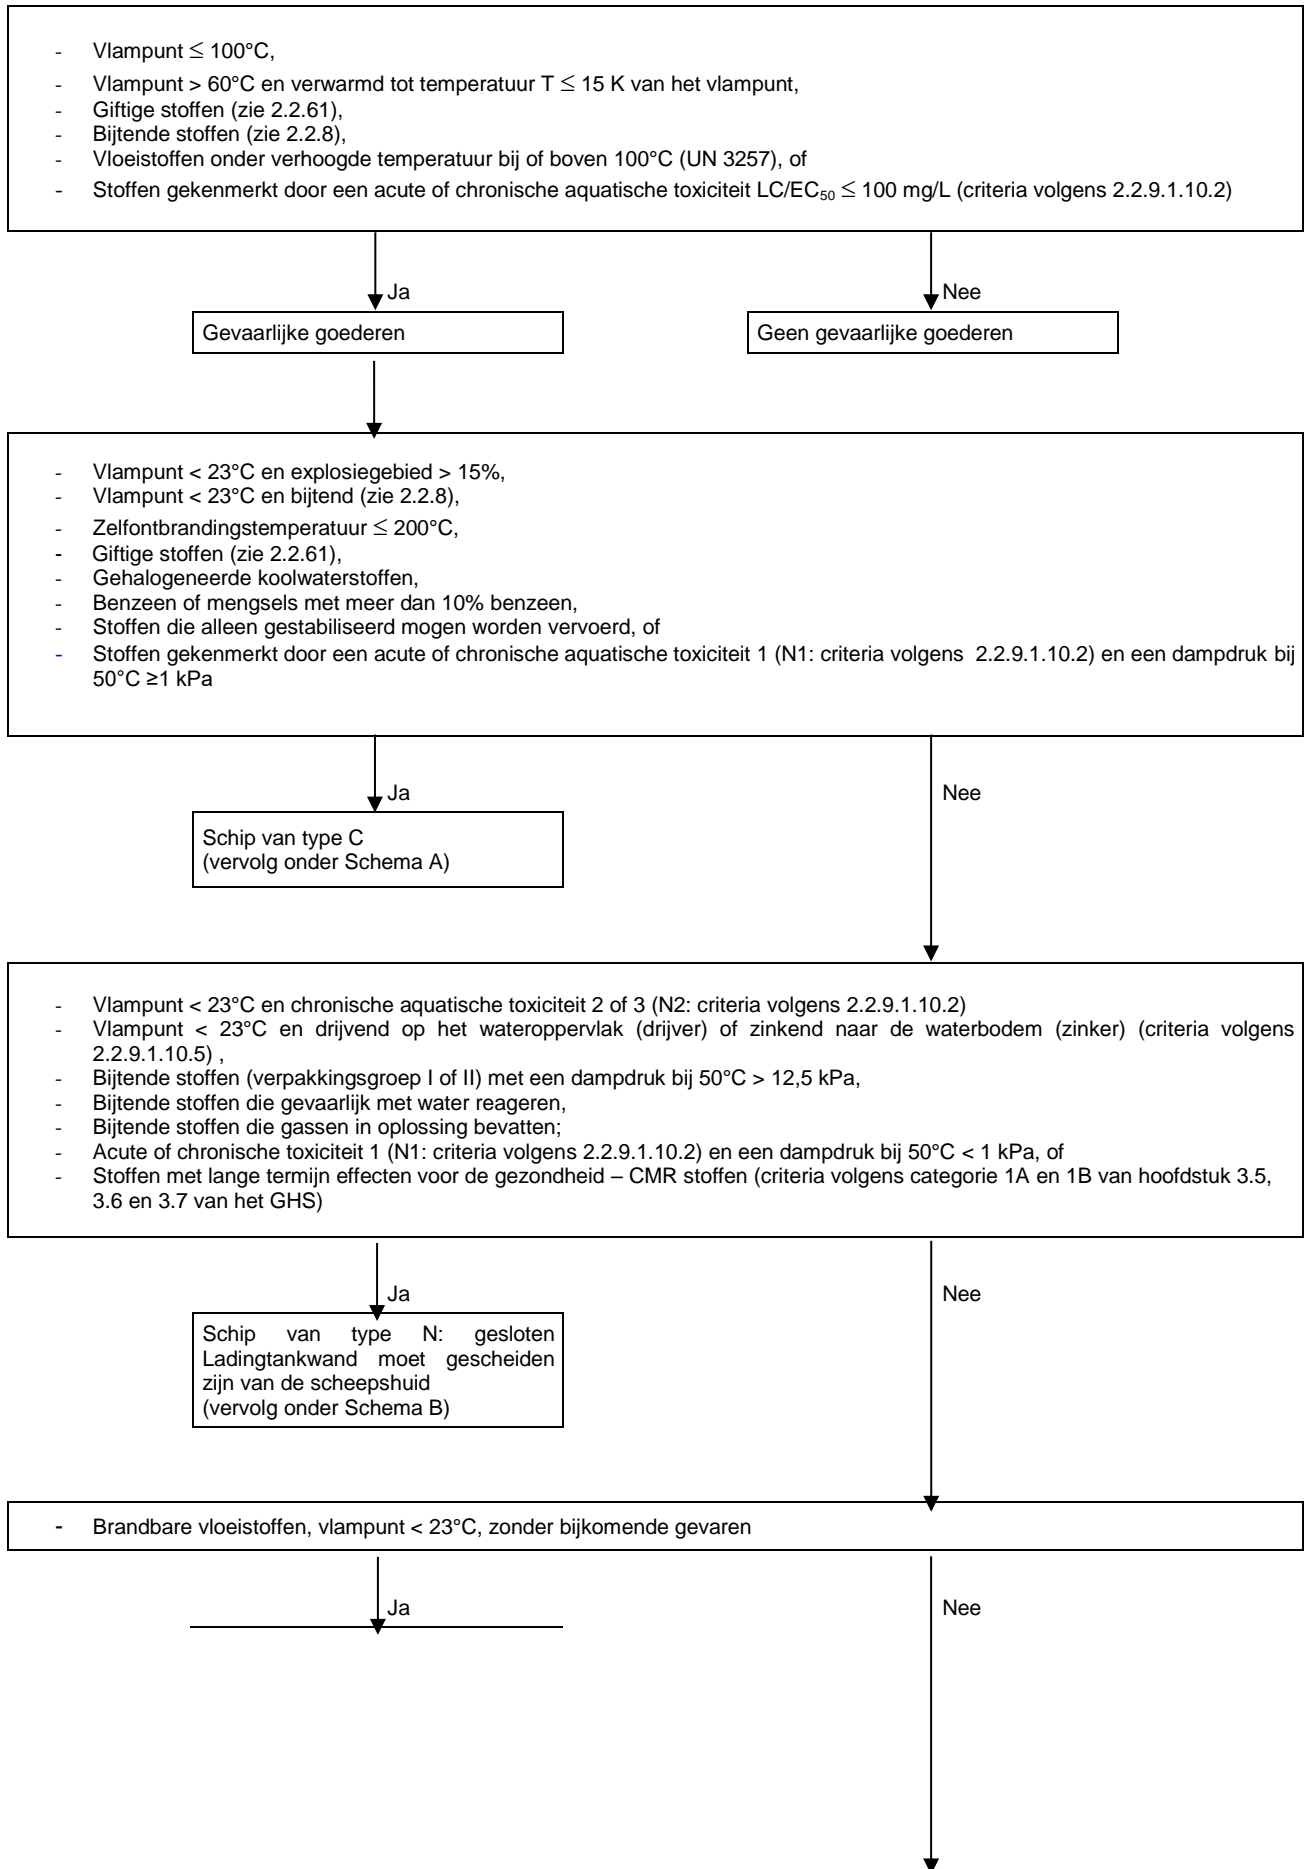 - Vlampunt ≤ 100°C,
- Vlampunt > 60°C en verwarmd tot temperatuur T ≤ 15 K van het vlampunt,
- Giftige stoffen (zie 2.2.61),
- Bijtende stoffen (zie 2.2.8),
- Vloeistoffen onder verhoogde temperatuur bij of boven 100°C (UN 3257), of
- Stoffen gekenmerkt door een acute of chronische aquatische toxiciteit LC/EC50 ≤ 100 mg/L (criteria volgens 2.2.9.1.10.2)
Ja
Nee
Gevaarlijke goederen
Geen gevaarlijke goederen
- Vlampunt < 23°C en explosiegebied > 15%,
- Vlampunt < 23°C en bijtend (zie 2.2.8),
- Zelfontbrandingstemperatuur ≤ 200°C,
- Giftige stoffen (zie 2.2.61),
- Gehalogeneerde koolwaterstoffen,
- Benzeen of mengsels met meer dan 10% benzeen,
- Stoffen die alleen gestabiliseerd mogen worden vervoerd, of
- Stoffen gekenmerkt door een acute of chronische aquatische toxiciteit 1 (N1: criteria volgens 2.2.9.1.10.2) en een dampdruk bij
50°C ≥1 kPa
Ja
Nee
Schip van type C
(vervolg onder Schema A)
- Vlampunt < 23°C en chronische aquatische toxiciteit 2 of 3 (N2: criteria volgens 2.2.9.1.10.2)
- Vlampunt < 23°C en drijvend op het wateroppervlak (drijver) of zinkend naar de waterbodem (zinker) (criteria volgens
2.2.9.1.10.5) ,
- Bijtende stoffen (verpakkingsgroep I of II) met een dampdruk bij 50°C > 12,5 kPa,
- Bijtende stoffen die gevaarlijk met water reageren,
- Bijtende stoffen die gassen in oplossing bevatten;
- Acute of chronische toxiciteit 1 (N1: criteria volgens 2.2.9.1.10.2) en een dampdruk bij 50°C < 1 kPa, of
- Stoffen met lange termijn effecten voor de gezondheid – CMR stoffen (criteria volgens categorie 1A en 1B van hoofdstuk 3.5,
3.6 en 3.7 van het GHS)
Ja
Nee
Schip van type N: gesloten
Ladingtankwand moet gescheiden
zijn van de scheepshuid
(vervolg onder Schema B)
- Brandbare vloeistoffen, vlampunt < 23°C, zonder bijkomende gevaren
Ja
Nee